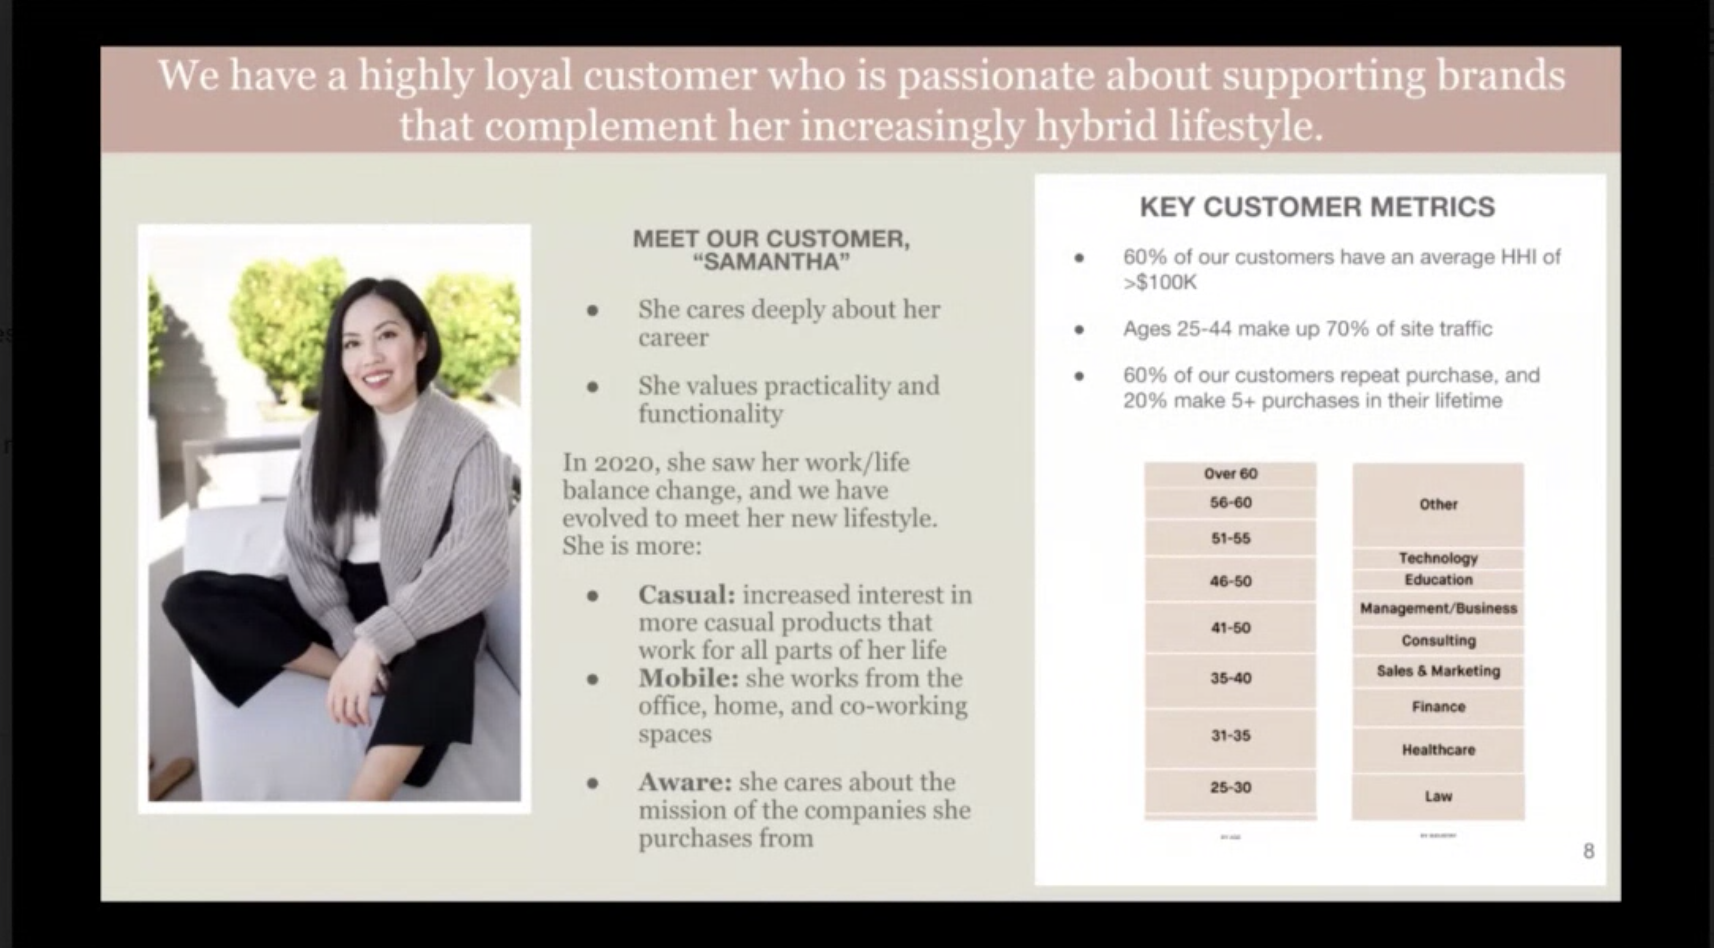 We have a highly loyal customer who is passionate about supporting brands
that complement her increasingly hybrid lifestyle.
MEET OUR CUSTOMER,
“SAMANTHA”
● She cares deeply about her
career
● She values practicality and
functionality
In 2020, she saw her work/life
balance change, and we have
evolved to meet her new lifestyle.
She is more:
● Casual: increased interest in
more casual products that
work for all parts of her life
● Mobile: she works from the
office, home, and co-working
spaces
● Aware: she cares about the
mission of the companies she
purchases from
KEY CUSTOMER METRICS
● 60% of our customers have an average HHI of
>$100K
● Ages 25-44 make up 70% of site traffic
● 60% of our customers repeat purchase, and
20% make 5+ purchases in their lifetime
Over 60
56-60
51-55
46-50
41-50
35-40
31-35
25-30
Other
Technology
Education
Management/Business
Consulting
Sales & Marketing
Finance
Healthcare
Law
8